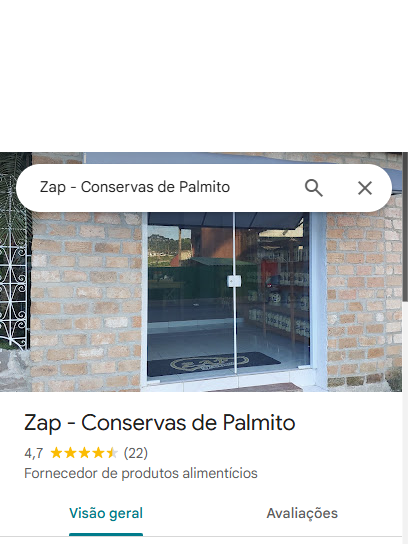 Zap - Conservas de Palmito
Zap - Conservas de Palmito
4,7 (22)
Fornecedor de produtos alimentícios
Visão geral
Avaliações